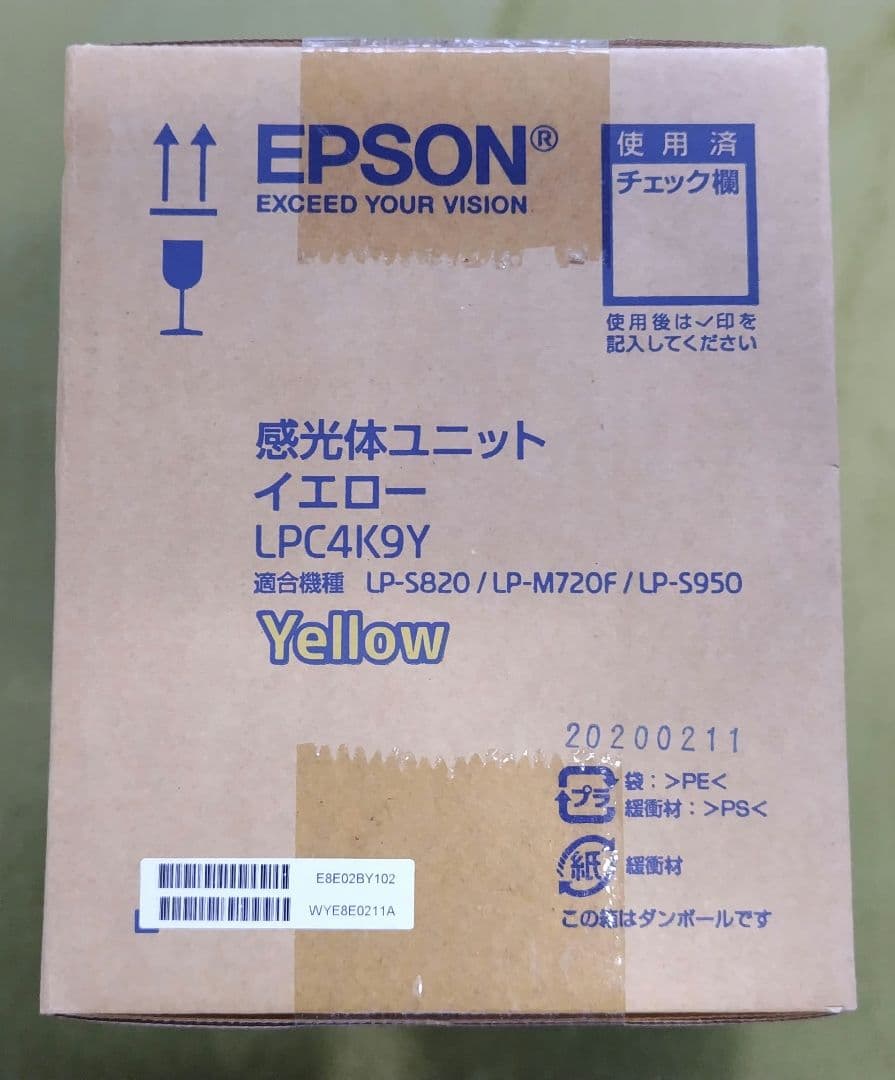 EPSON®
EXCEED YOUR VISION
使用済
チェック欄
使用後は✓印を
記入してください
感光体ユニット
イエロー
LPC4K9Y
適合機種 LP-S820 / LP-M720F / LP-S950
Yellow
20200211
プラ
袋：>PE<
緩衝材：>PS<
紙
緩衝材
この箱はダンボールです
E8E02BY102
WYE8E0211A